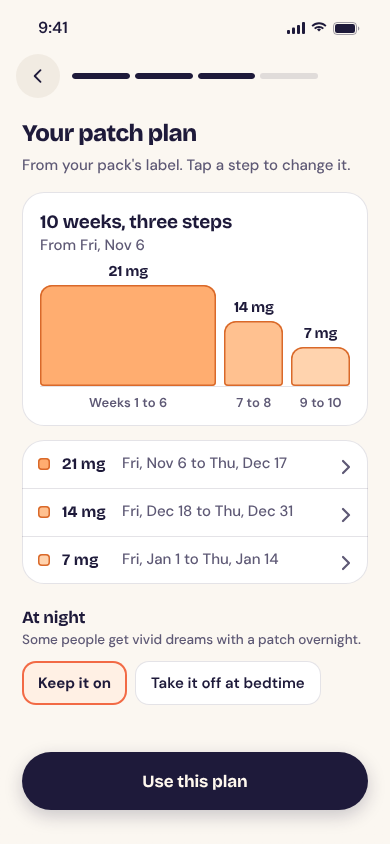 9:41
Your patch plan
From your pack's label. Tap a step to change it.
10 weeks, three steps
From Fri, Nov 6
21 mg
14 mg
7 mg
Weeks 1 to 6
7 to 8
9 to 10
21 mg Fri, Nov 6 to Thu, Dec 17
14 mg Fri, Dec 18 to Thu, Dec 31
7 mg Fri, Jan 1 to Thu, Jan 14
At night
Some people get vivid dreams with a patch overnight.
Keep it on
Take it off at bedtime
Use this plan